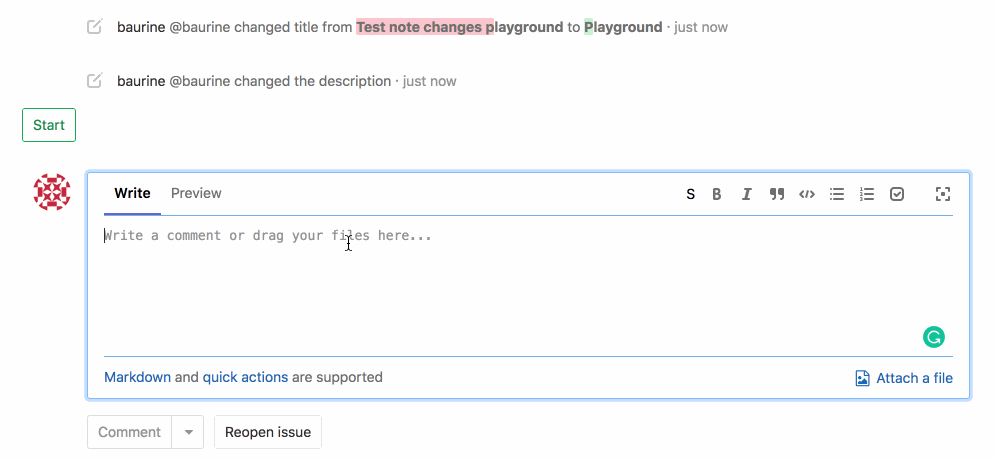 baurine @baurine changed title from Test note changes playground to Playground · just now
baurine @baurine changed the description · just now
Start
Write Preview S B I
Write a comment or drag your files here...
Markdown and quick actions are supported Attach a file
Comment Reopen issue